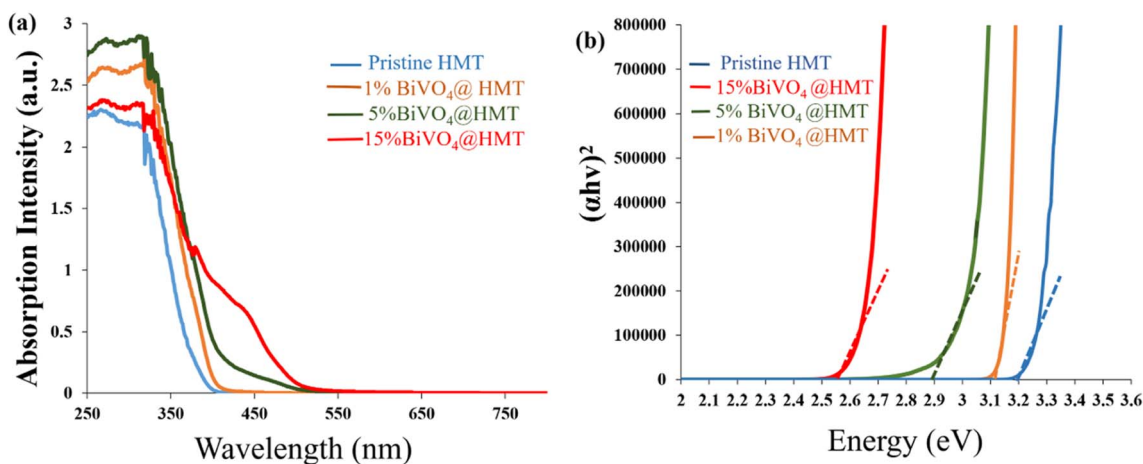 (a)
Absorption Intensity (a.u.)
3
2.5
2
1.5
1
0.5
0
250 350 450 550 650 750
Wavelength (nm)
Pristine HMT
1% BiVO₄@ HMT
5%BiVO₄@HMT
15%BiVO₄@HMT
(b)
(αhv)²
800000
700000
600000
500000
400000
300000
200000
100000
0
2 2.1 2.2 2.3 2.4 2.5 2.6 2.7 2.8 2.9 3 3.1 3.2 3.3 3.4 3.5 3.6
Energy (eV)
Pristine HMT
15% BiVO₄ @HMT
5% BiVO₄ @HMT
1% BiVO₄ @HMT